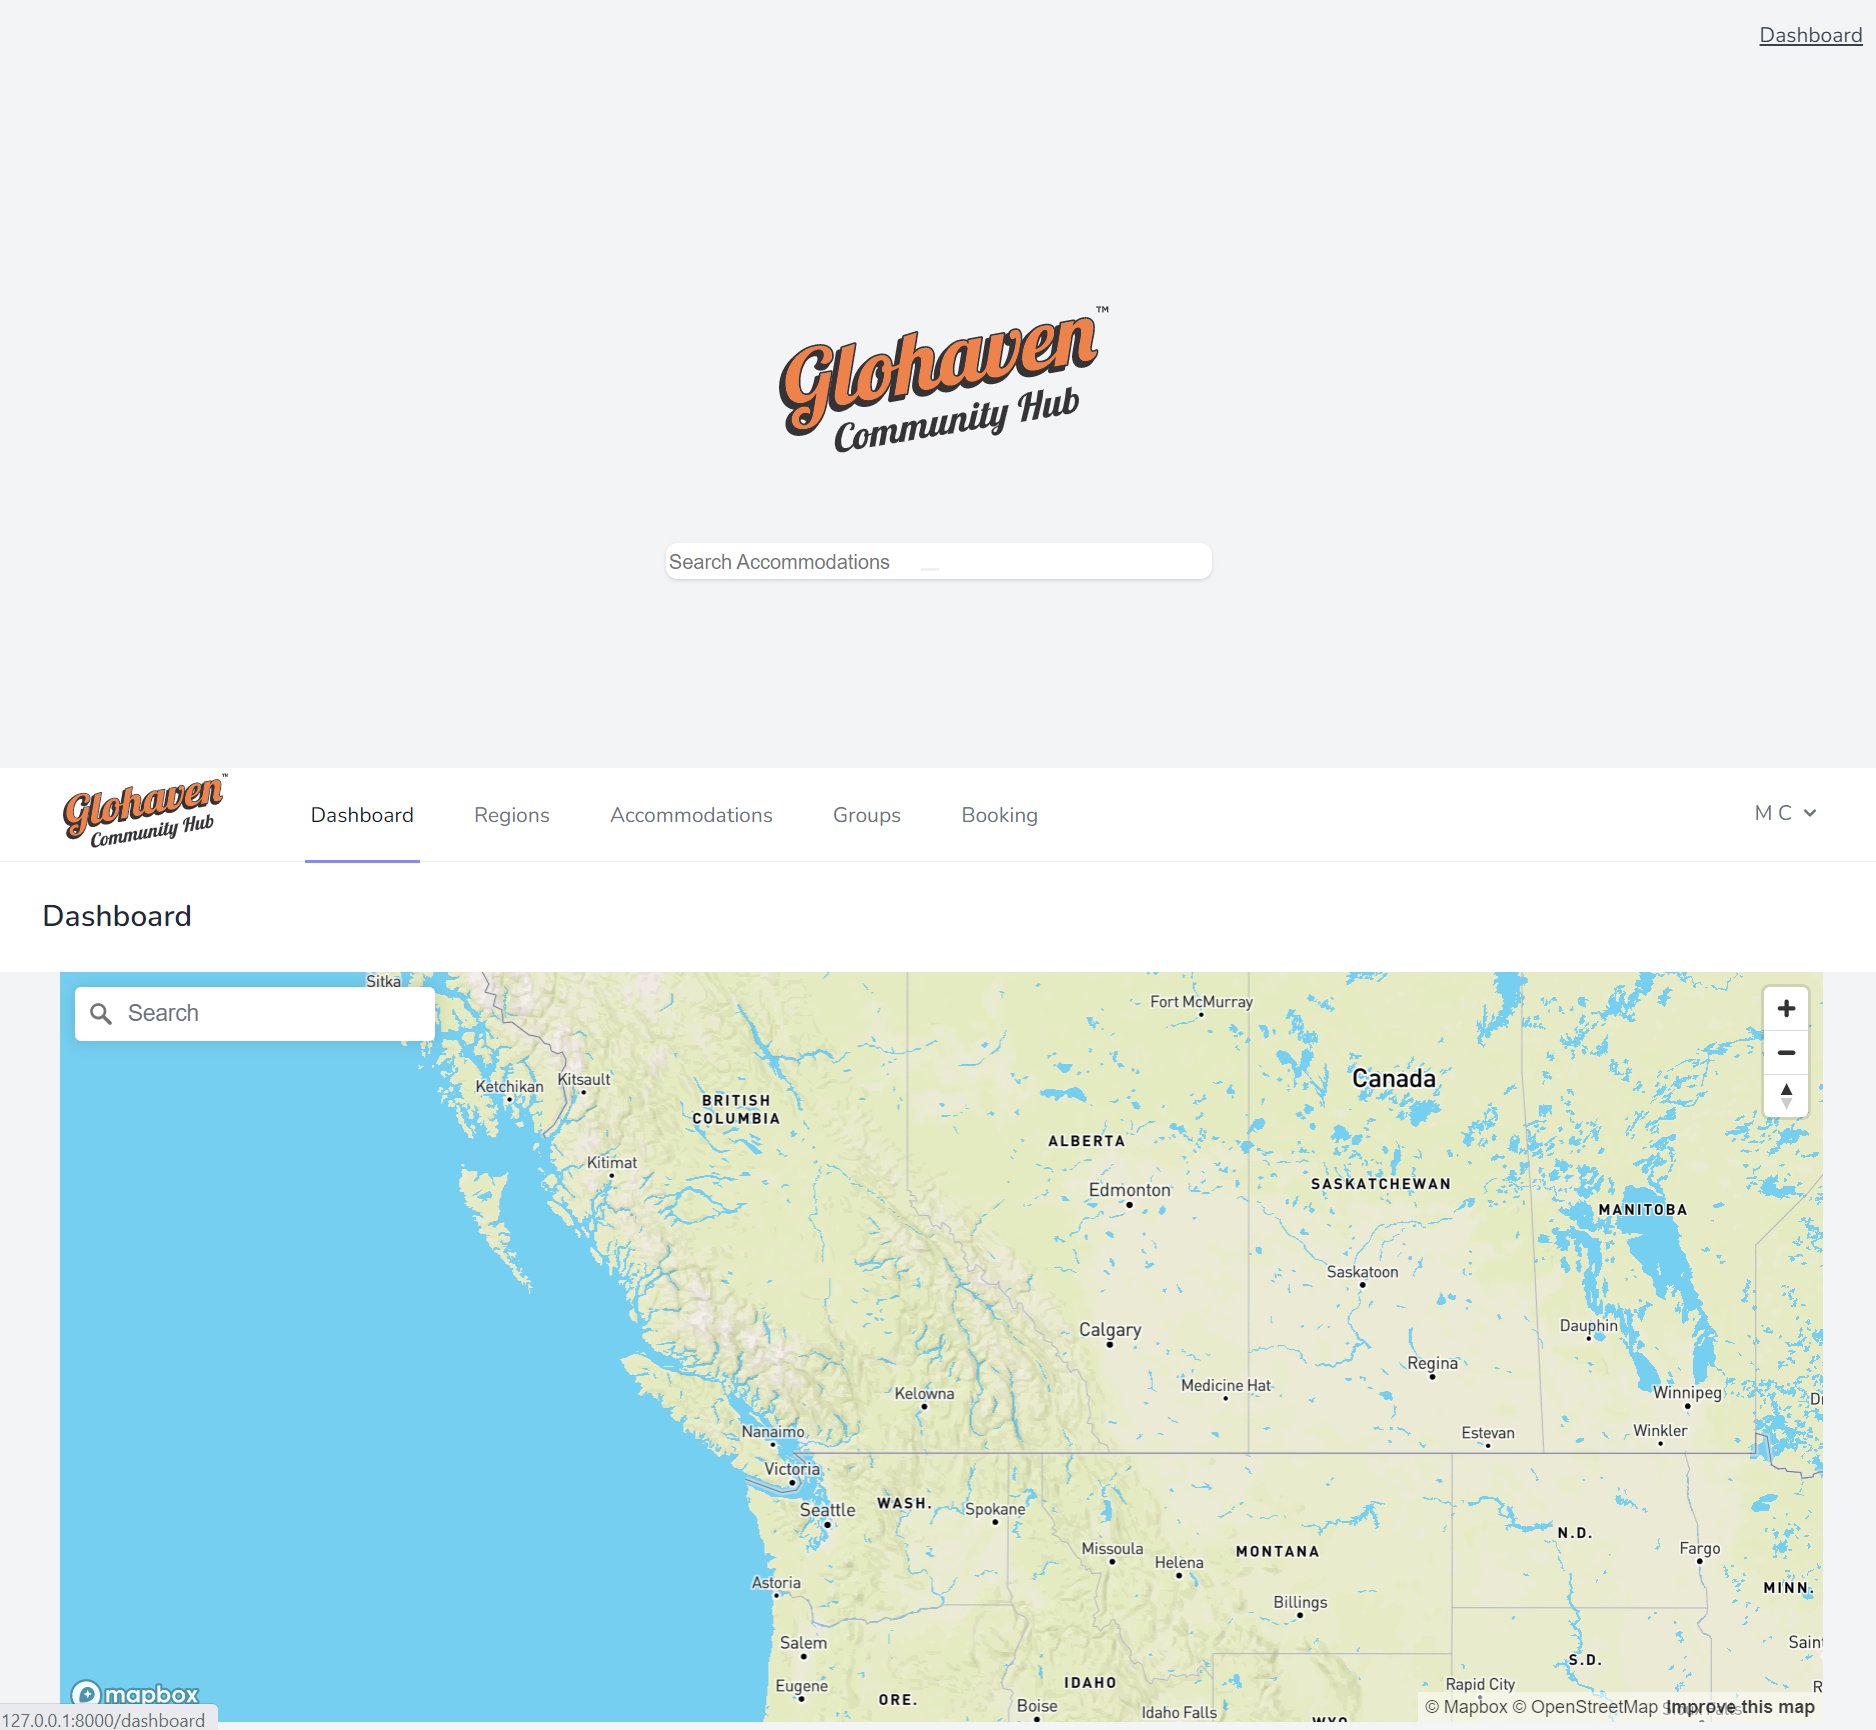 Dashboard
Glohaven™
Community Hub
Search Accommodations
Glohaven™
Community Hub
Dashboard
Regions
Accommodations
Groups
Booking
M C
Dashboard
Search
Sitka
Fort McMurray
Canada
Ketchikan
Kitsault
BRITISH
COLUMBIA
ALBERTA
Kitimat
Edmonton
SASKATCHEWAN
MANITOBA
Saskatoon
Calgary
Dauphin
Regina
Medicine Hat
Kelowna
Winnipeg
Nanaimo
Estevan
Winkler
Victoria
Seattle
WASH.
Spokane
N.D.
Missoula
Helena
MONTANA
Fargo
Astoria
MINN.
Billings
Salem
S.D.
Eugene
IDAHO
Rapid City
ORE.
Boise
Idaho Falls
mapbox
© Mapbox © OpenStreetMap Improve this map
127.0.0.1:8000/dashboard